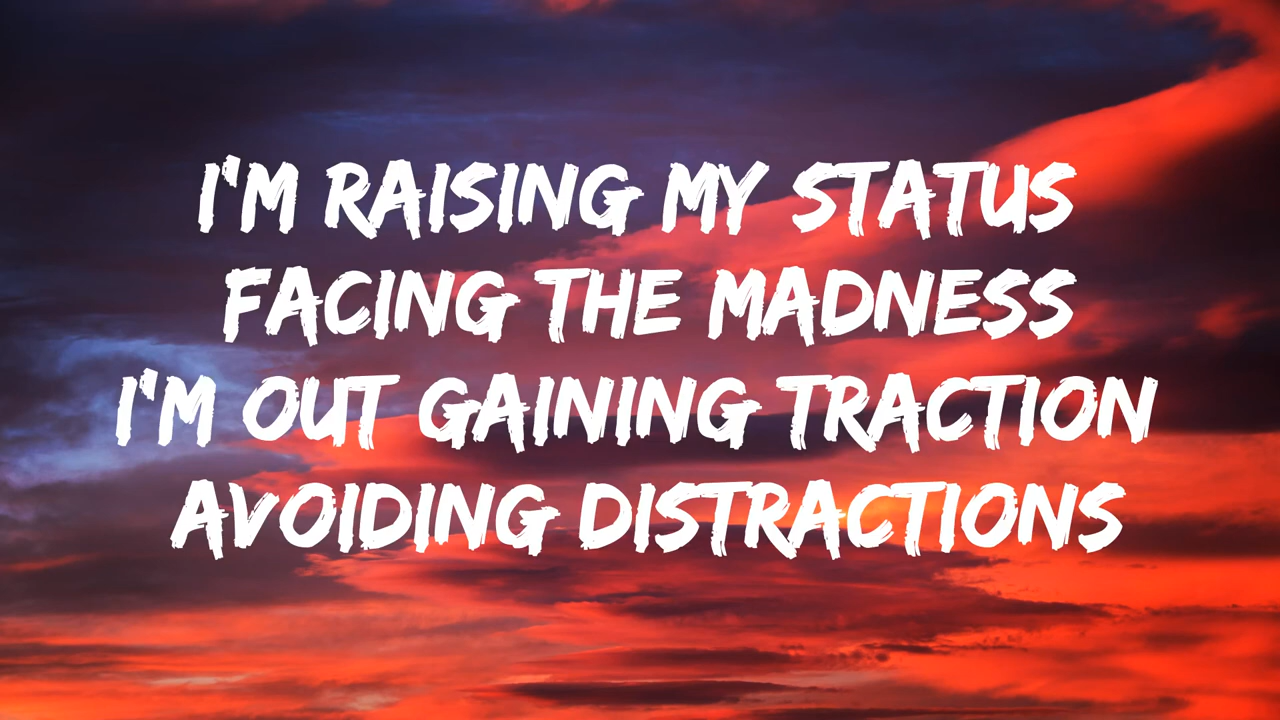 I'M RAISING MY STATUS
FACING THE MADNESS
I'M OUT GAINING TRACTION
AVOIDING DISTRACTIONS